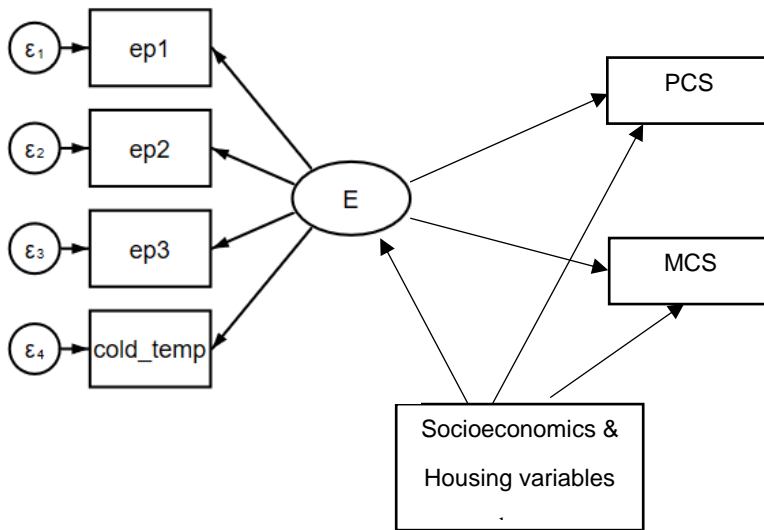 ε1
ep1
PCS
ε2
ep2
E
ε3
ep3
MCS
ε4
cold_temp
Socioeconomics &
Housing variables